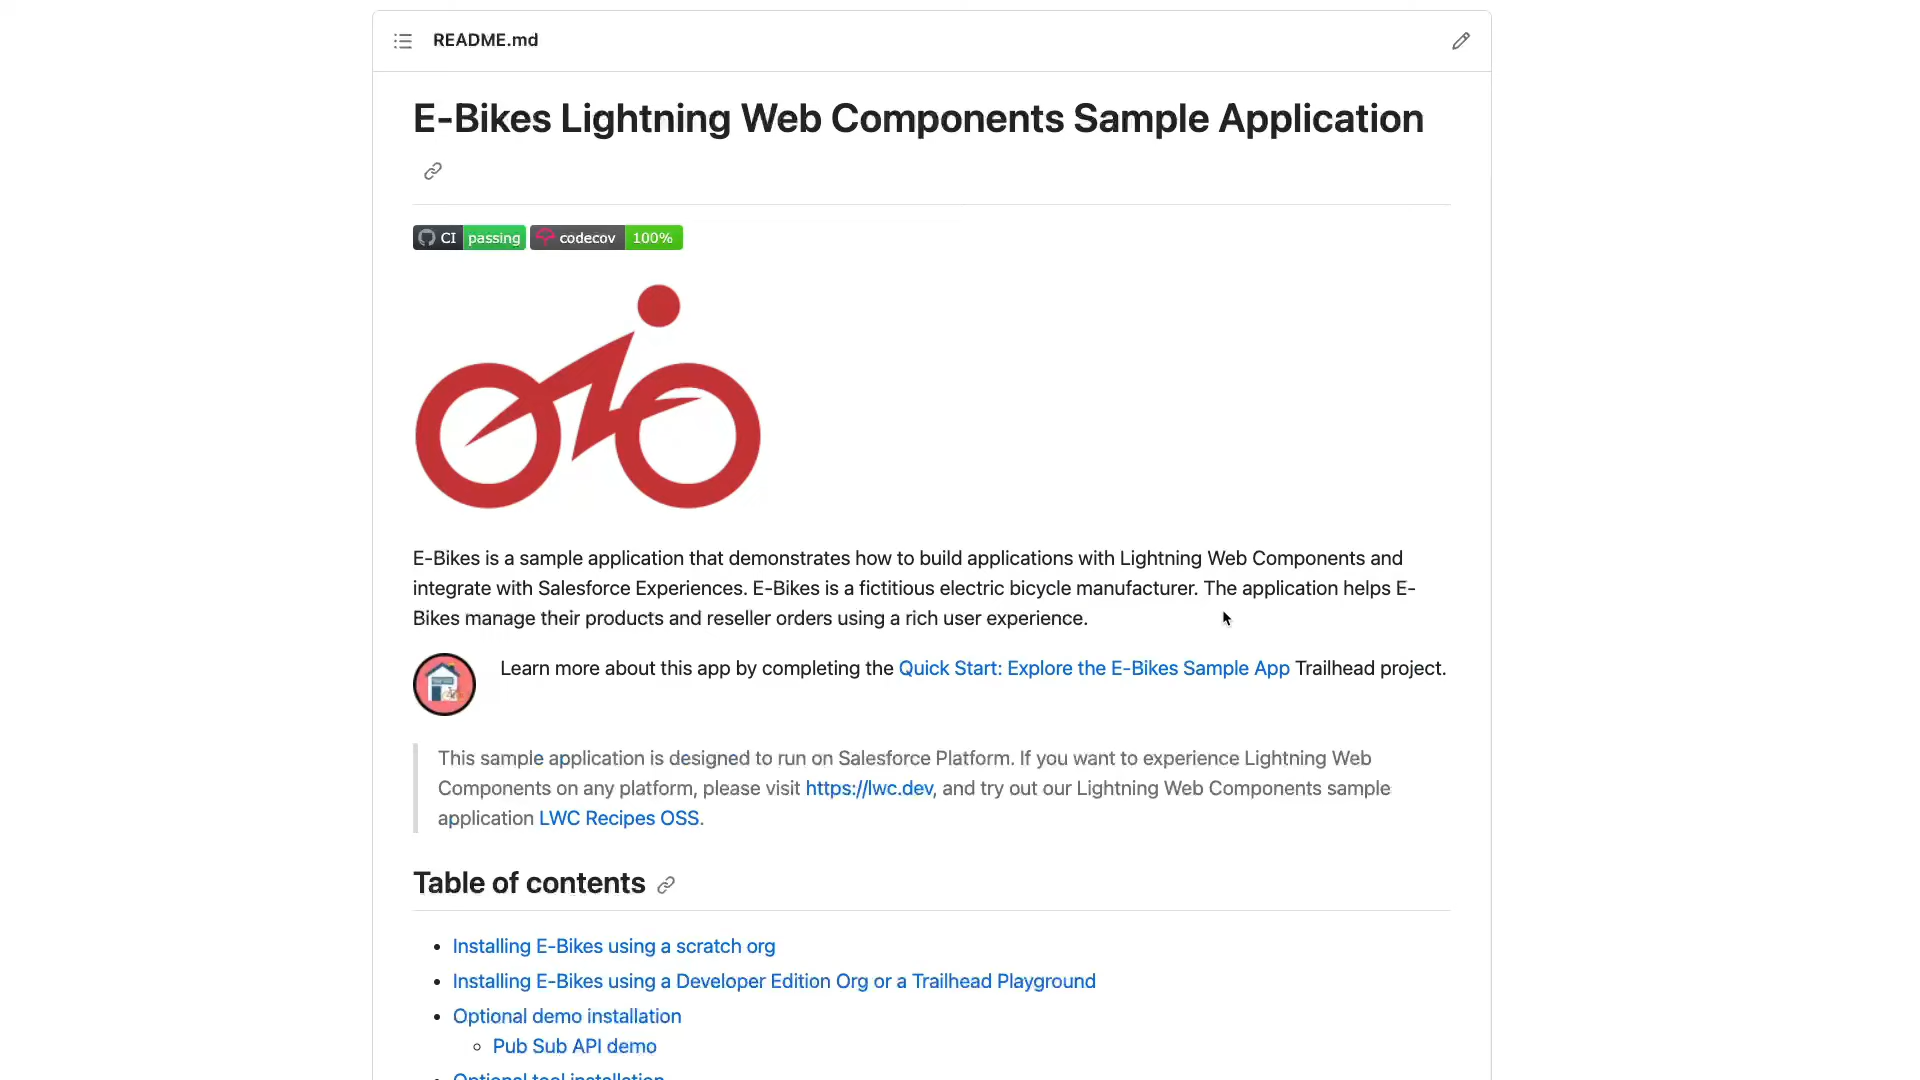 README.md
E-Bikes Lightning Web Components Sample Application
CI passing codecov 100%
E-Bikes is a sample application that demonstrates how to build applications with Lightning Web Components and
integrate with Salesforce Experiences. E-Bikes is a fictitious electric bicycle manufacturer. The application helps E-
Bikes manage their products and reseller orders using a rich user experience.
Learn more about this app by completing the Quick Start: Explore the E-Bikes Sample App Trailhead project.
This sample application is designed to run on Salesforce Platform. If you want to experience Lightning Web
Components on any platform, please visit https://lwc.dev, and try out our Lightning Web Components sample
application LWC Recipes OSS.
Table of contents
Installing E-Bikes using a scratch org
Installing E-Bikes using a Developer Edition Org or a Trailhead Playground
Optional demo installation
Pub Sub API demo
Optional tool installation